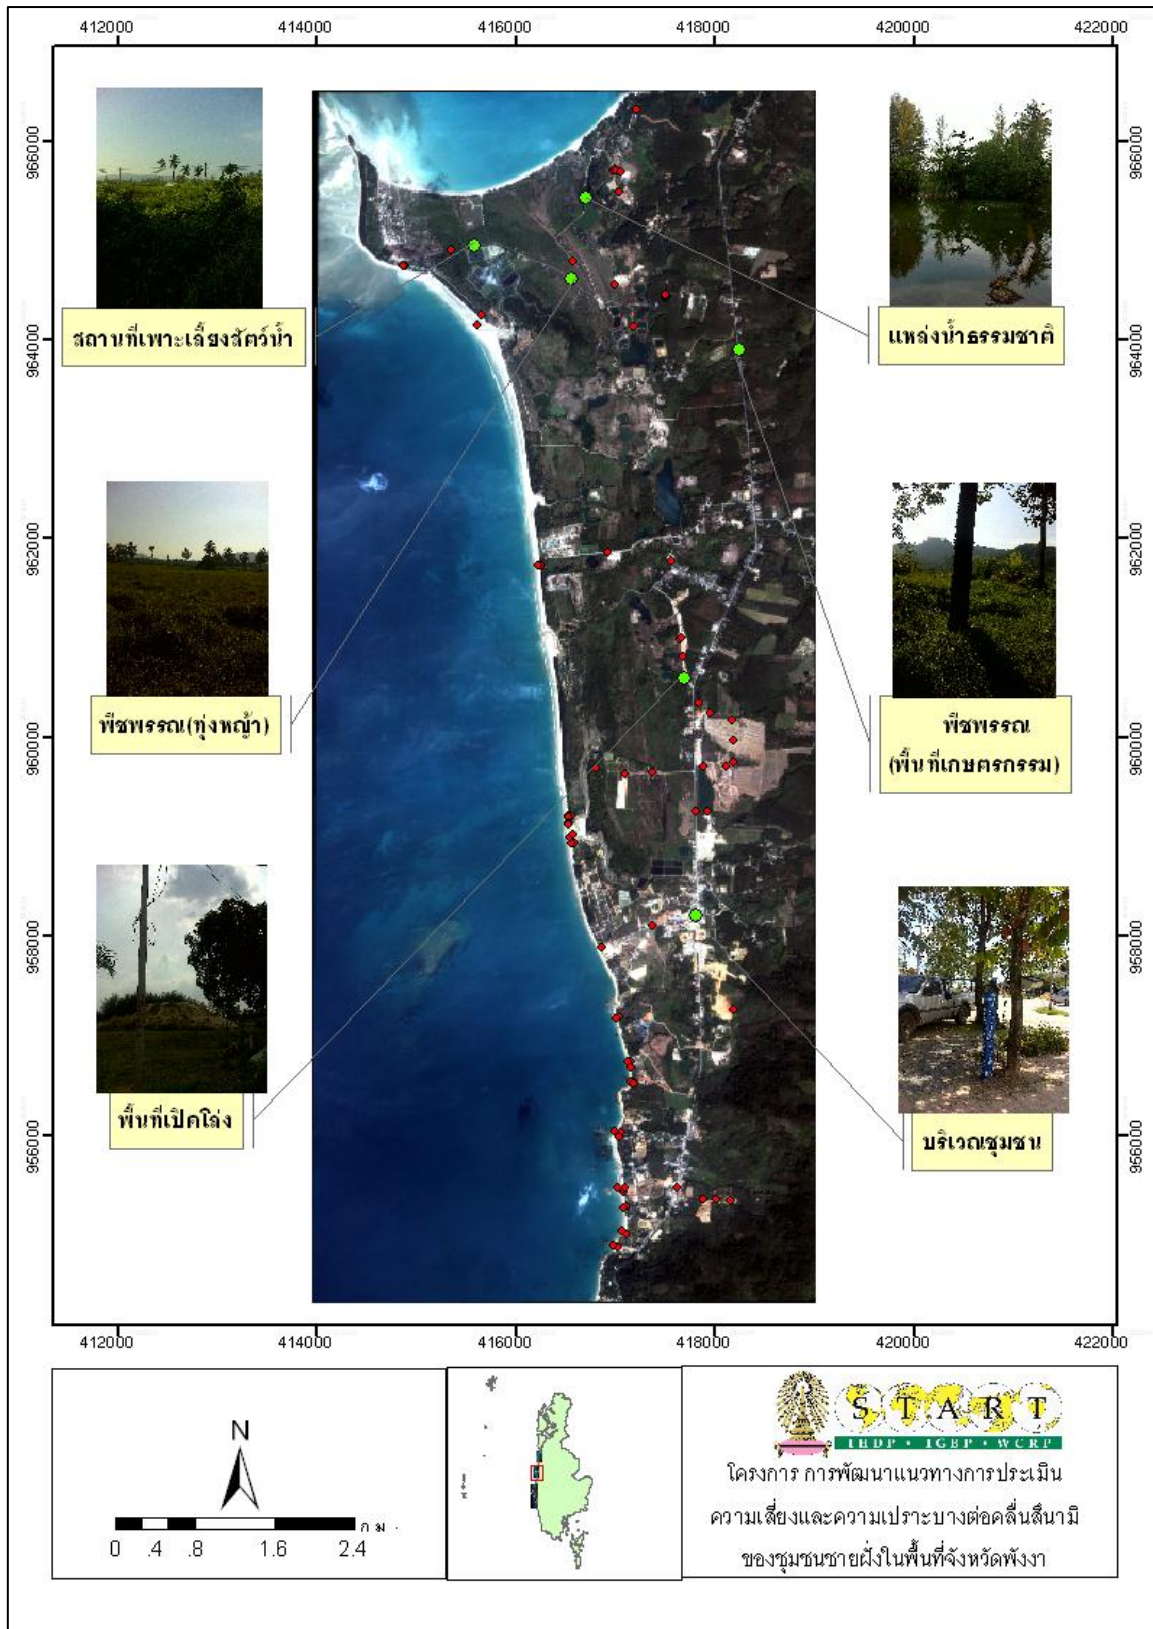 412000 414000 416000 418000 420000 422000
966000 966000
964000 964000
962000 962000
960000 960000
958000 958000
956000 956000
สถานที่เพาะเลี้ยงสัตว์น้ำ
แหล่งน้ำธรรมชาติ
พืชพรรณ(ทุ่งหญ้า)
พืชพรรณ
(พื้นที่เกษตรกรรม)
พื้นที่เปิดโล่ง
บริเวณชุมชน
412000 414000 416000 418000 420000 422000
N
กม.
0 .4 .8 1.6 2.4
START
IHDP • IGBP • WCRP
โครงการ การพัฒนาแนวทางการประเมิน
ความเสี่ยงและความเปราะบางต่อคลื่นสึนามิ
ของชุมชนชายฝั่งในพื้นที่จังหวัดพังงา